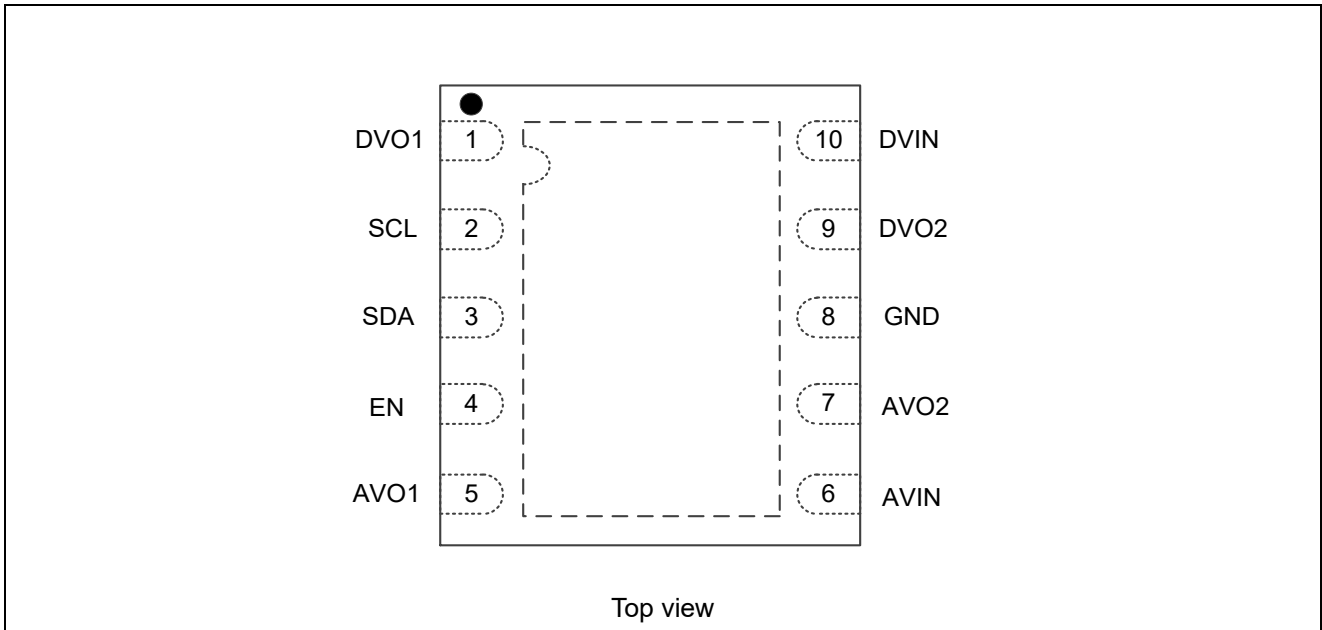 DVO1 1 10 DVIN
SCL 2 9 DVO2
SDA 3 8 GND
EN 4 7 AVO2
AVO1 5 6 AVIN
Top view